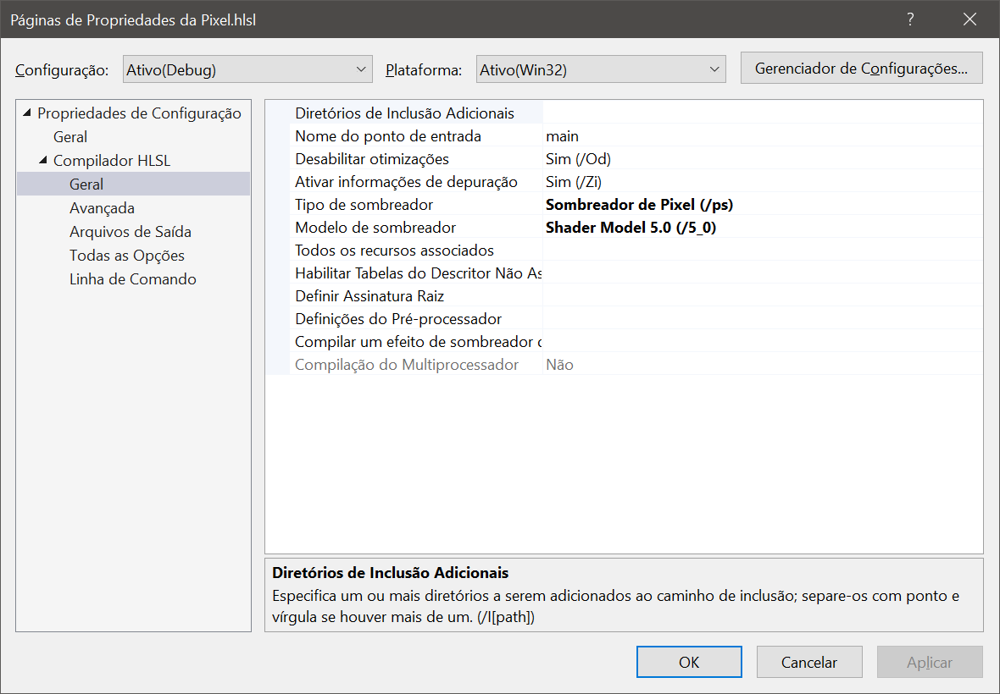 Páginas de Propriedades da Pixel.hlsl
?
Configuração: Ativo(Debug) Plataforma: Ativo(Win32) Gerenciador de Configurações...
Propriedades de Configuração
Geral
Compilador HLSL
Geral
Avançada
Arquivos de Saída
Todas as Opções
Linha de Comando
Diretórios de Inclusão Adicionais
Nome do ponto de entrada main
Desabilitar otimizações Sim (/Od)
Ativar informações de depuração Sim (/Zi)
Tipo de sombreador Sombreador de Pixel (/ps)
Modelo de sombreador Shader Model 5.0 (/5_0)
Todos os recursos associados
Habilitar Tabelas do Descritor Não As
Definir Assinatura Raiz
Definições do Pré-processador
Compilar um efeito de sombreador
Compilação do Multiprocessador Não
Diretórios de Inclusão Adicionais
Especifica um ou mais diretórios a serem adicionados ao caminho de inclusão; separe-os com ponto e
vírgula se houver mais de um. (/I[path])
OK Cancelar Aplicar